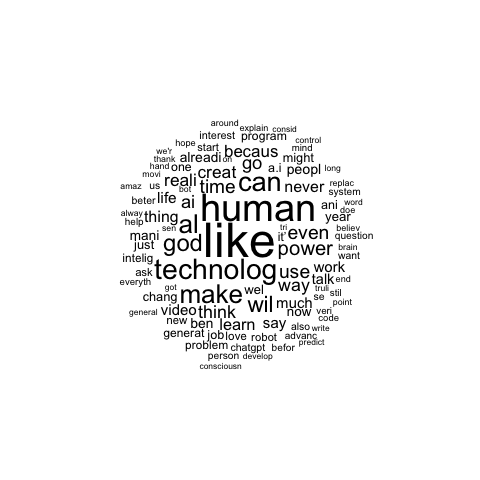 around
explain consid
interest program control
hope start becaus mind
we'r thank alreadi on go a.i might
movi hand one creat peopl long
amaz us bot reali time can never replac system
beter life ai human ani word doe
alway help thing sen al like tri even year
mani god it' power believ question
just brain want
intelig technolog use work
ask way talk end
everyth chang got make wil wel much se truli stil
general video think now veri point
new ben learn say also write code
generat job love robot advanc
problem chatgpt befor predict
person develop
consciousn